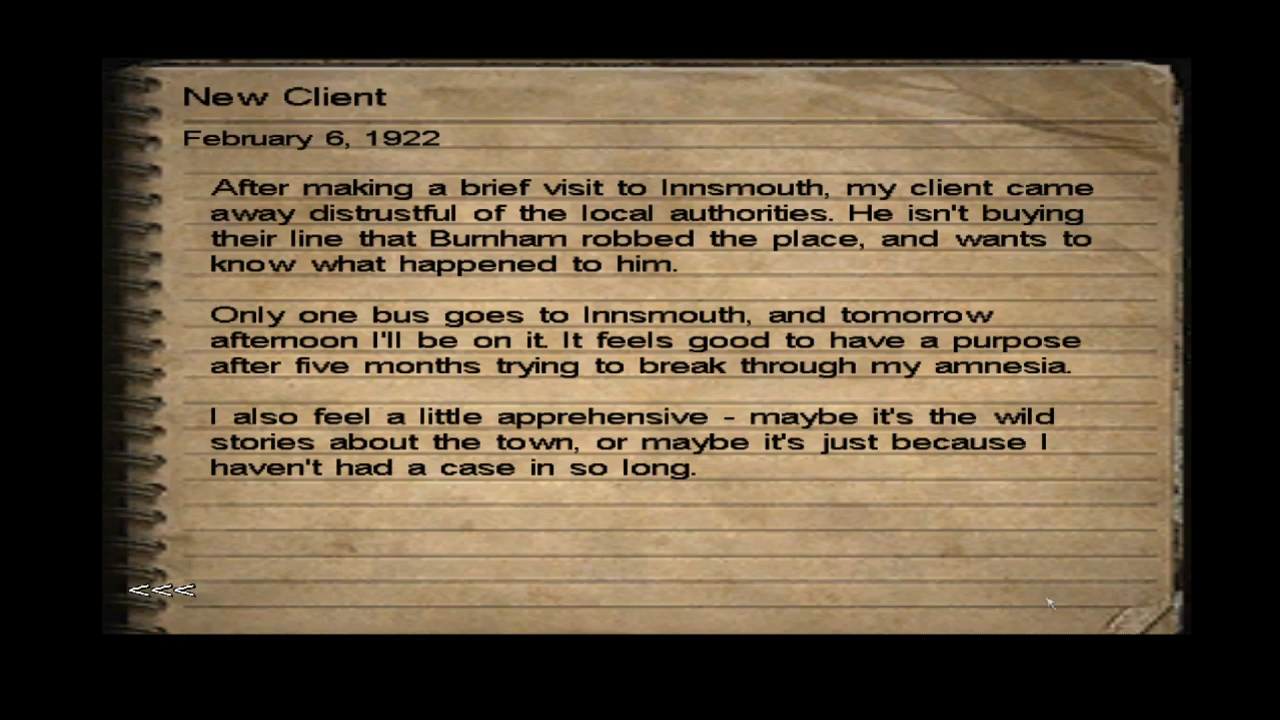 New Client
February 6, 1922
After making a brief visit to Innsmouth, my client came
away distrustful of the local authorities. He isn't buying
their line that Burnham robbed the place, and wants to
know what happened to him.
Only one bus goes to Innsmouth, and tomorrow
afternoon I'll be on it. It feels good to have a purpose
after five months trying to break through my amnesia.
I also feel a little apprehensive - maybe it's the wild
stories about the town, or maybe it's just because I
haven't had a case in so long.
<<<